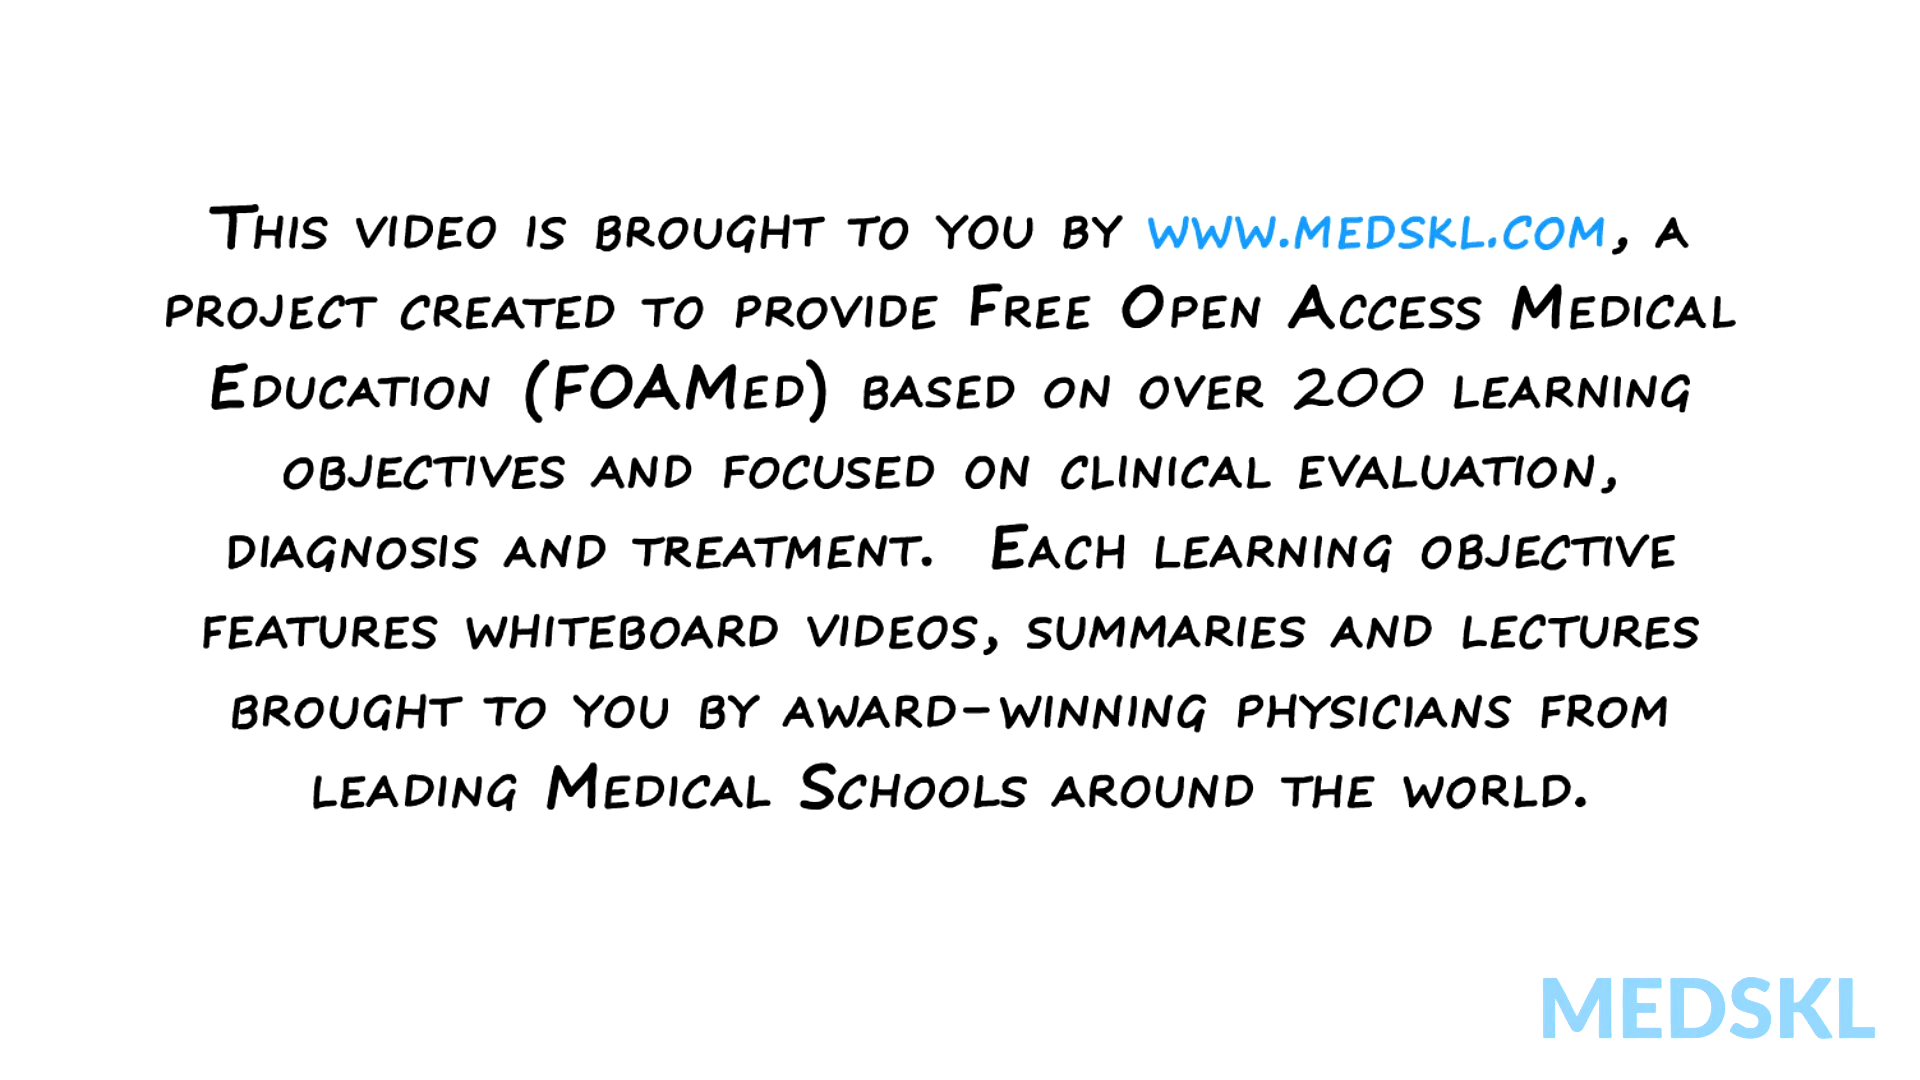 This video is brought to you by www.medskl.com, a
project created to provide Free Open Access Medical
Education (FOAMed) based on over 200 learning
objectives and focused on clinical evaluation,
diagnosis and treatment.  Each learning objective
features whiteboard videos, summaries and lectures
brought to you by award-winning physicians from
leading Medical Schools around the world.
MEDSKL